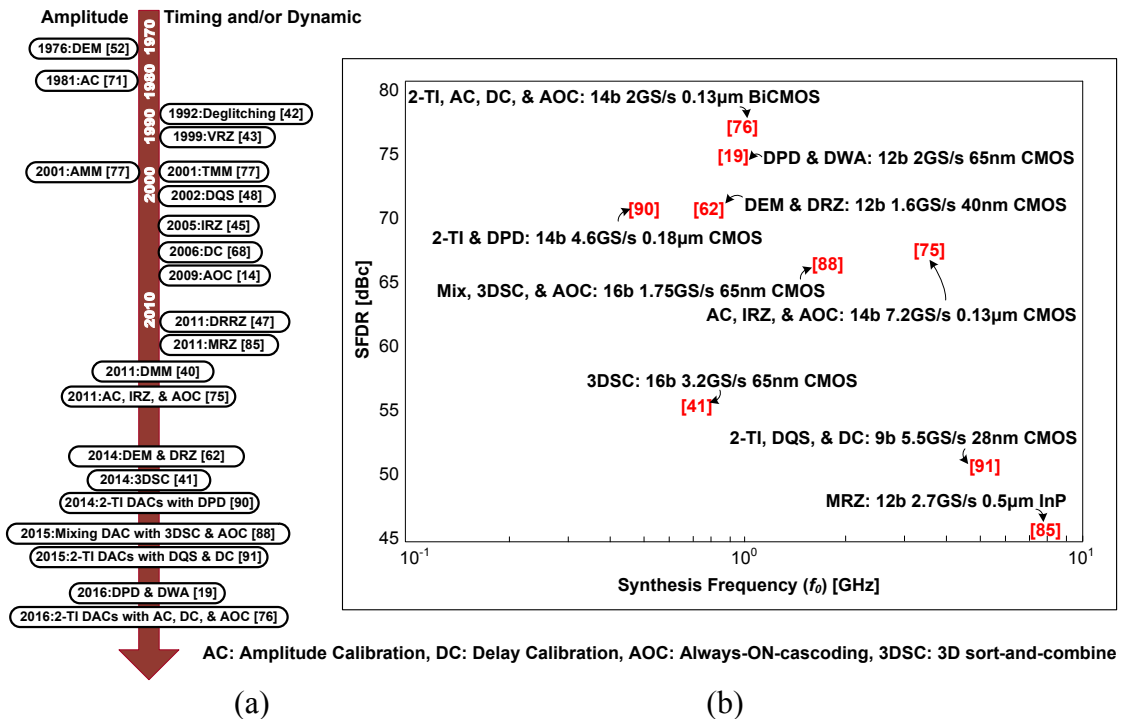 Amplitude
Timing and/or Dynamic
1970
1976:DEM [52]
1980
1981:AC [71]
1990
1992:Deglitching [42]
1999:VRZ [43]
2000
2001:AMM [77]
2001:TMM [77]
2002:DQS [48]
2005:IRZ [45]
2006:DC [68]
2009:AOC [14]
2010
2011:DRRZ [47]
2011:MRZ [85]
2011:DMM [40]
2011:AC, IRZ, & AOC [75]
2014:DEM & DRZ [62]
2014:3DSC [41]
2014:2-TI DACs with DPD [90]
2015:Mixing DAC with 3DSC & AOC [88]
2015:2-TI DACs with DQS & DC [91]
2016:DPD & DWA [19]
2016:2-TI DACs with AC, DC, & AOC [76]
(a)
SFDR [dBc]
80
75
70
65
60
55
50
45
2-TI, AC, DC, & AOC: 14b 2GS/s 0.13µm BiCMOS
[76]
[19] DPD & DWA: 12b 2GS/s 65nm CMOS
[90]
[62]
DEM & DRZ: 12b 1.6GS/s 40nm CMOS
2-TI & DPD: 14b 4.6GS/s 0.18µm CMOS
[88]
[75]
Mix, 3DSC, & AOC: 16b 1.75GS/s 65nm CMOS
AC, IRZ, & AOC: 14b 7.2GS/s 0.13µm CMOS
3DSC: 16b 3.2GS/s 65nm CMOS
[41]
2-TI, DQS, & DC: 9b 5.5GS/s 28nm CMOS
[91]
MRZ: 12b 2.7GS/s 0.5µm InP
[85]
10⁻¹
10⁰
10¹
Synthesis Frequency (f₀) [GHz]
AC: Amplitude Calibration, DC: Delay Calibration, AOC: Always-ON-cascoding, 3DSC: 3D sort-and-combine
(b)